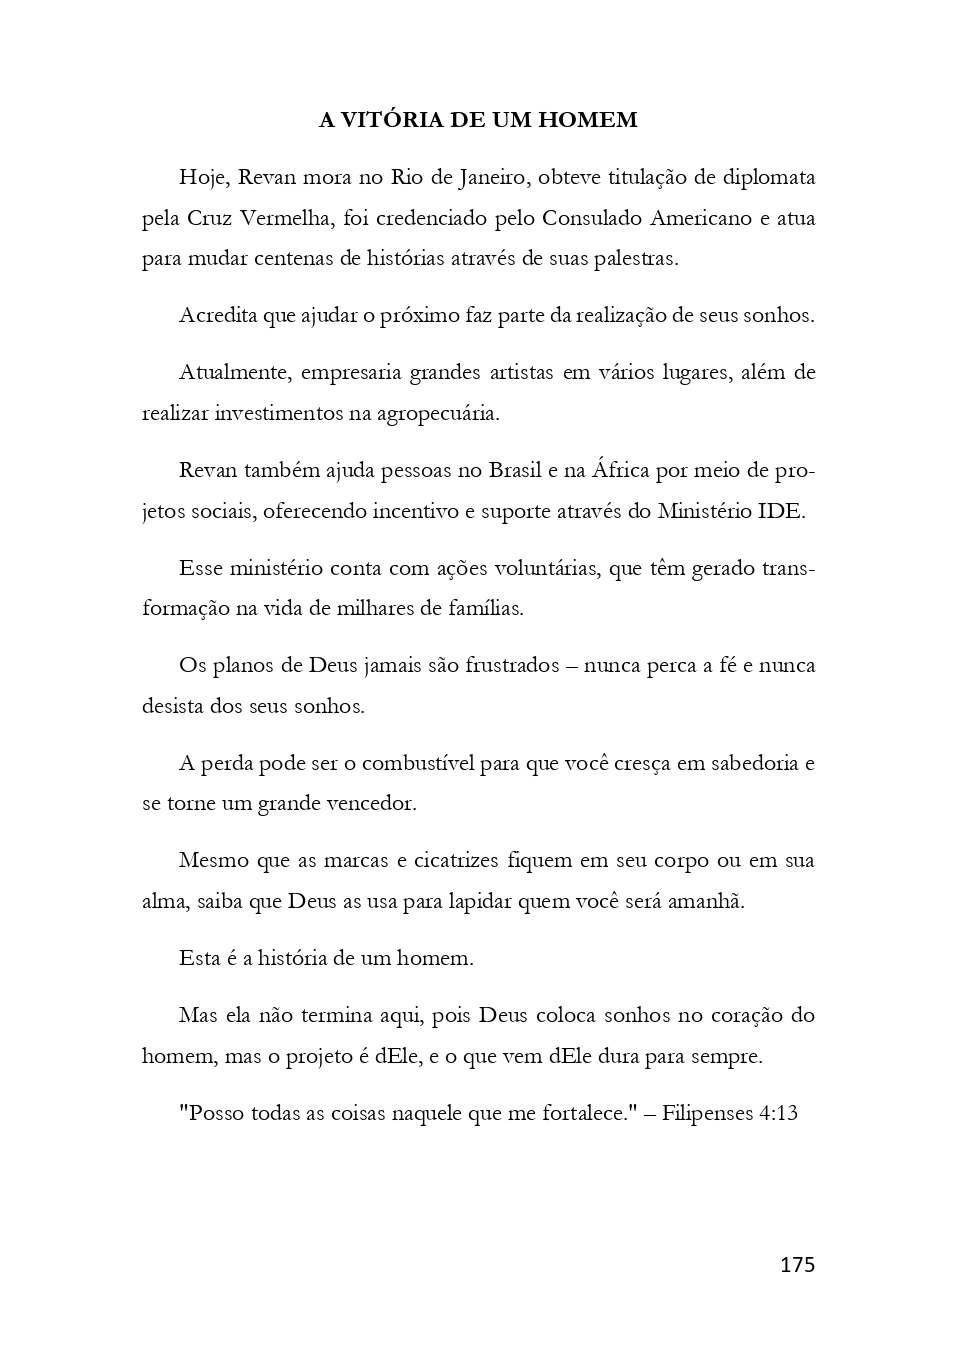 A VITÓRIA DE UM HOMEM
Hoje, Revan mora no Rio de Janeiro, obteve titulação de diplomata
pela Cruz Vermelha, foi credenciado pelo Consulado Americano e atua
para mudar centenas de histórias através de suas palestras.
Acredita que ajudar o próximo faz parte da realização de seus sonhos.
Atualmente, empresaria grandes artistas em vários lugares, além de
realizar investimentos na agropecuária.
Revan também ajuda pessoas no Brasil e na África por meio de pro-
jetos sociais, oferecendo incentivo e suporte através do Ministério IDE.
Esse ministério conta com ações voluntárias, que têm gerado trans-
formação na vida de milhares de famílias.
Os planos de Deus jamais são frustrados – nunca perca a fé e nunca
desista dos seus sonhos.
A perda pode ser o combustível para que você cresça em sabedoria e
se torne um grande vencedor.
Mesmo que as marcas e cicatrizes fiquem em seu corpo ou em sua
alma, saiba que Deus as usa para lapidar quem você será amanhã.
Esta é a história de um homem.
Mas ela não termina aqui, pois Deus coloca sonhos no coração do
homem, mas o projeto é dEle, e o que vem dEle dura para sempre.
"Posso todas as coisas naquele que me fortalece." – Filipenses 4:13
175